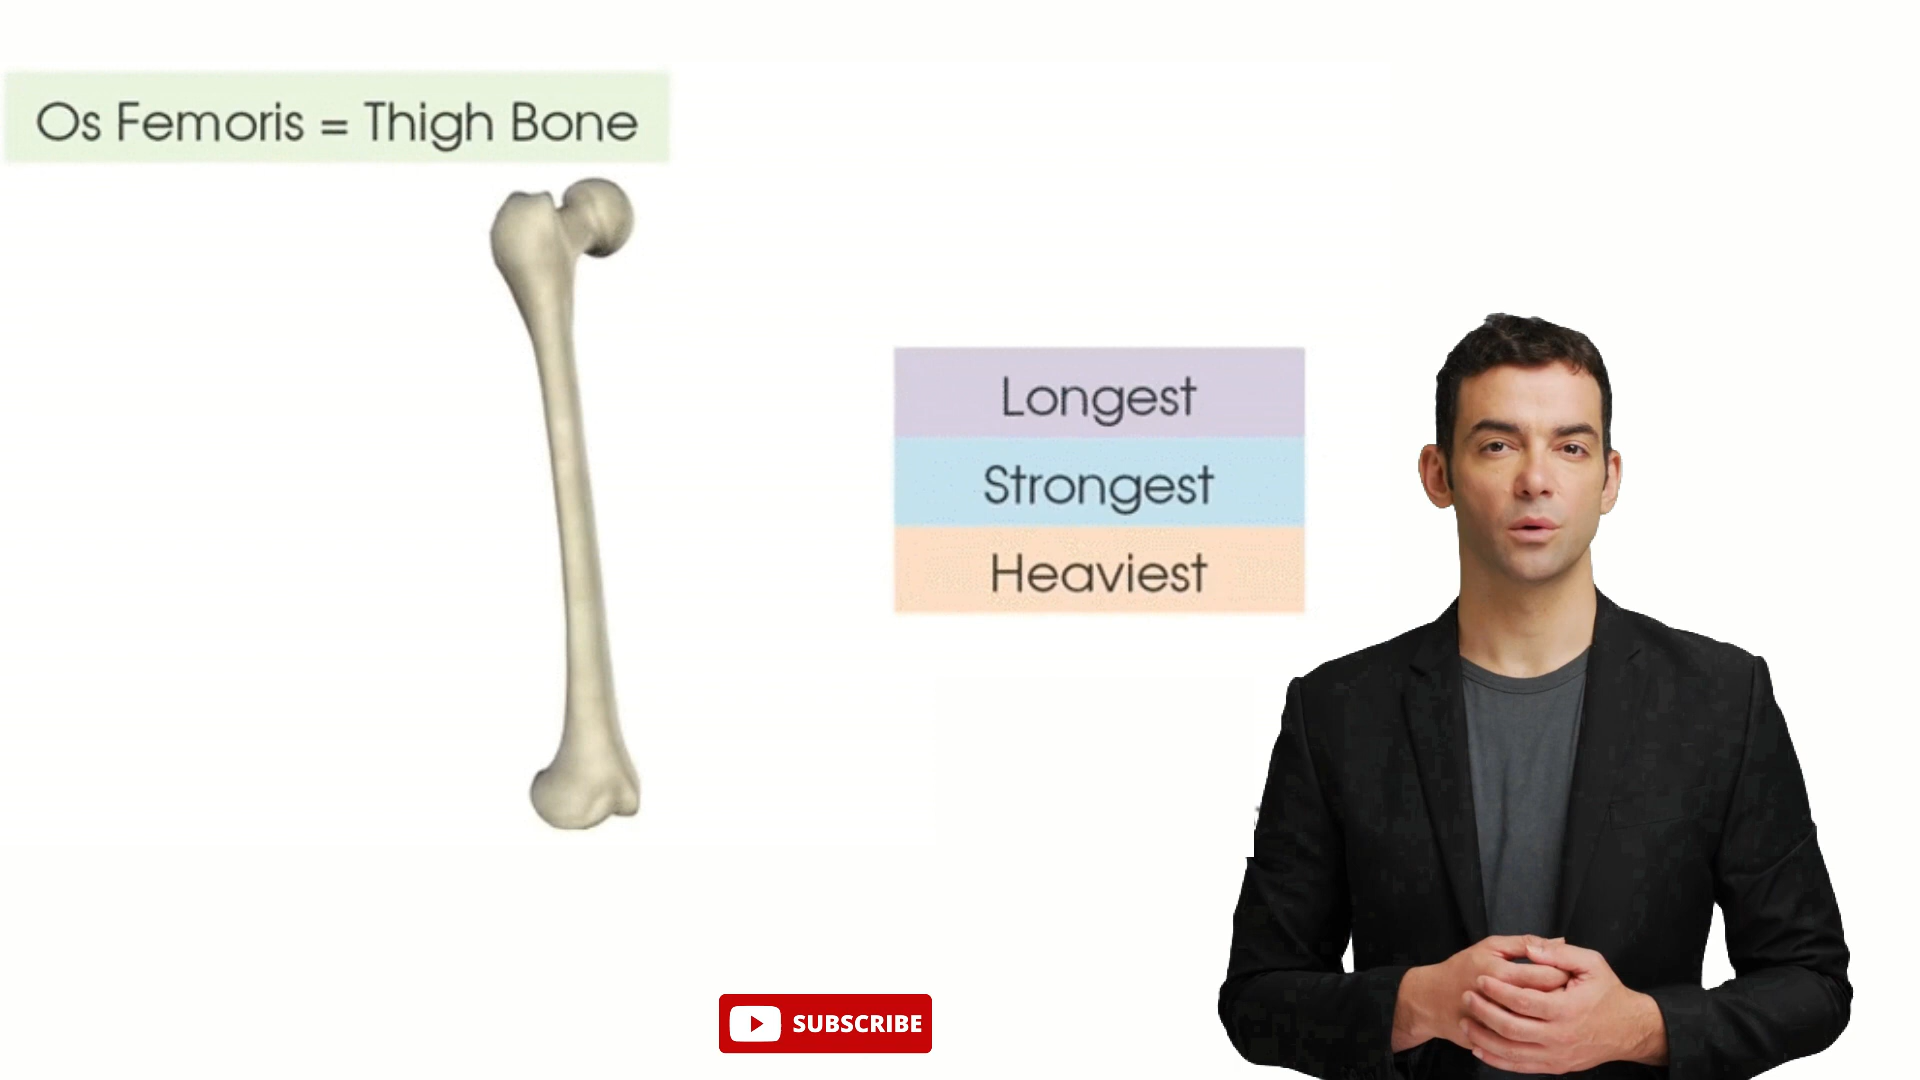 Os Femoris = Thigh Bone
Longest
Strongest
Heaviest
SUBSCRIBE